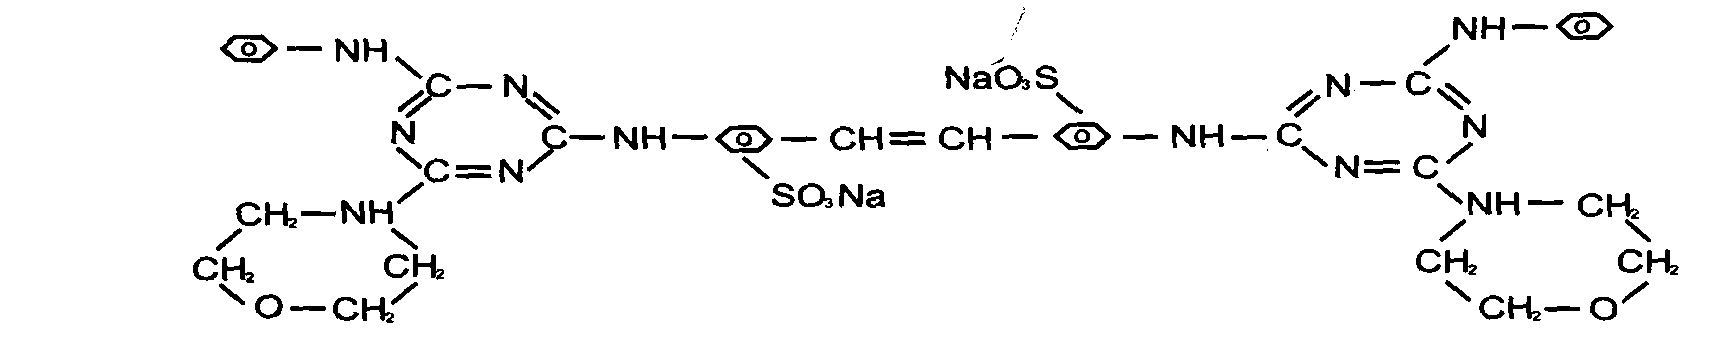 NH NH
NaO₃S
C N N C
N C NH CH=CH NH C N
C=N N=C
SO₃Na
CH₂ NH NH CH₂
CH₂ CH₂ CH₂ CH₂
O CH₂ CH₂ O